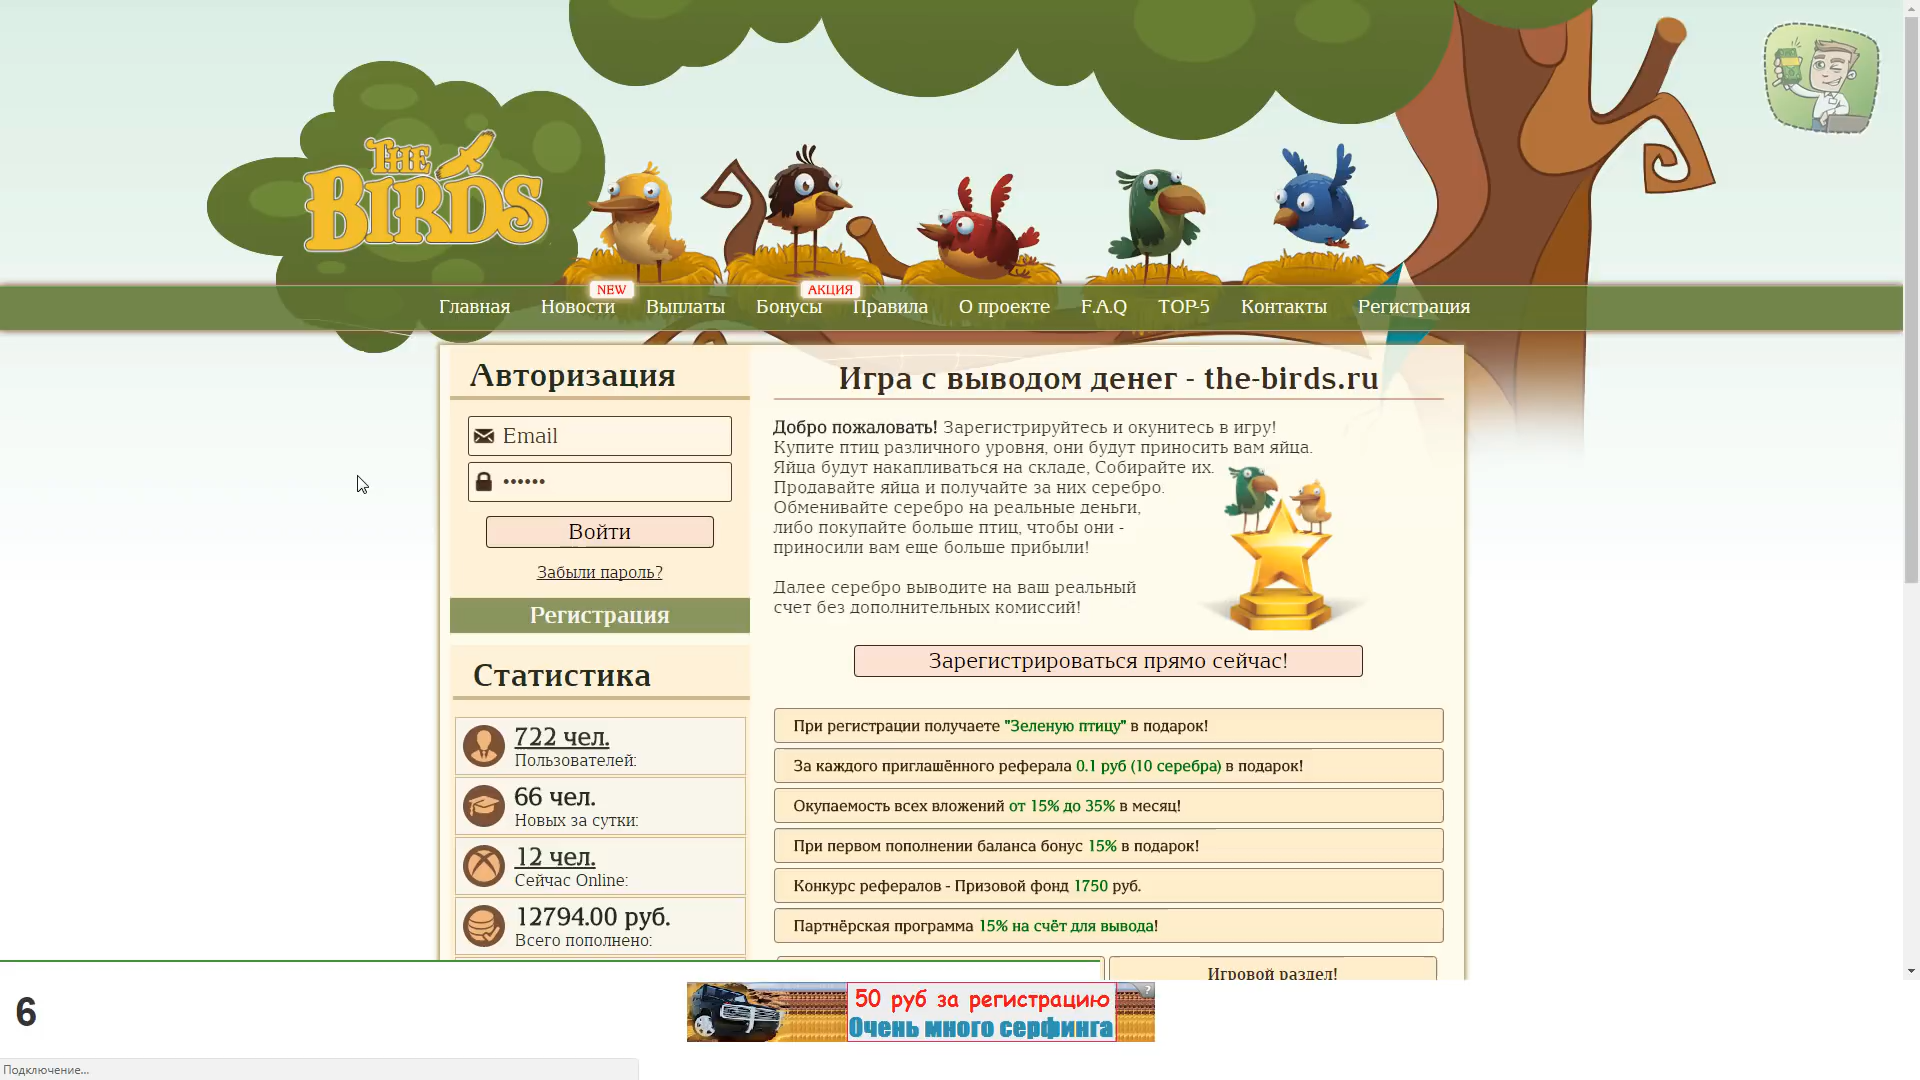 THE
BIRDS
NEW
АКЦИЯ
Главная Новости Выплаты Бонусы Правила О проекте F.A.Q TOP-5 Контакты Регистрация
Авторизация
Email
••••••
Войти
Забыли пароль?
Регистрация
Статистика
722 чел.
Пользователей:
66 чел.
Новых за сутки:
12 чел.
Сейчас Online:
12794.00 руб.
Всего пополнено:
Игра с выводом денег - the-birds.ru
Добро пожаловать! Зарегистрируйтесь и окунитесь в игру!
Купите птиц различного уровня, они будут приносить вам яйца.
Яйца будут накапливаться на складе, Собирайте их.
Продавайте яйца и получайте за них серебро.
Обменивайте серебро на реальные деньги,
либо покупайте больше птиц, чтобы они -
приносили вам еще больше прибыли!
Далее серебро выводите на ваш реальный
счет без дополнительных комиссий!
Зарегистрироваться прямо сейчас!
При регистрации получаете "Зеленую птицу" в подарок!
За каждого приглашённого реферала 0.1 руб (10 серебра) в подарок!
Окупаемость всех вложений от 15% до 35% в месяц!
При первом пополнении баланса бонус 15% в подарок!
Конкурс рефералов - Призовой фонд 1750 руб.
Партнёрская программа 15% на счёт для вывода!
Игровой раздел!
6
50 руб за регистрацию
Очень много серфинга
?
Подключение...